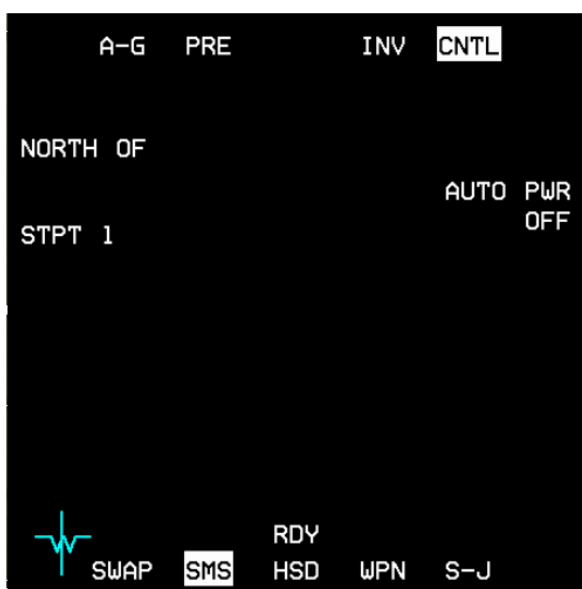 A-G PRE INV CNTL
NORTH OF
AUTO PWR
OFF
STPT 1
RDY
SWAP SMS HSD WPN S-J